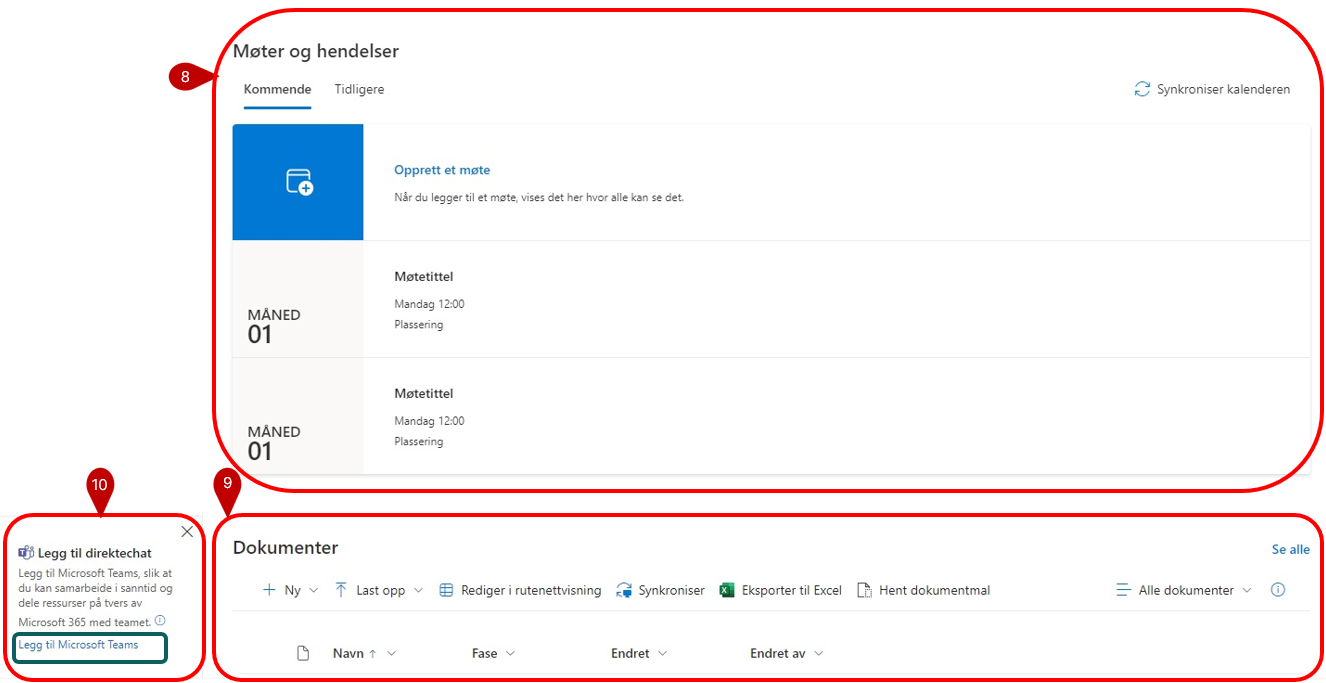 8
Møter og hendelser
Kommende Tidligere
Synkroniser kalenderen
Opprett et møte
Når du legger til et møte, vises det her hvor alle kan se det.
MÅNED
01
Møtetittel
Mandag 12:00
Plassering
MÅNED
01
Møtetittel
Mandag 12:00
Plassering
10
Legg til direktechat
Legg til Microsoft Teams, slik at
du kan samarbeide i sanntid og
dele ressurser på tvers av
Microsoft 365 med teamet.
Legg til Microsoft Teams
9
Dokumenter
Se alle
Ny Last opp Rediger i rutenettvisning Synkroniser Eksporter til Excel Hent dokumentmal Alle dokumenter
Navn Fase Endret Endret av